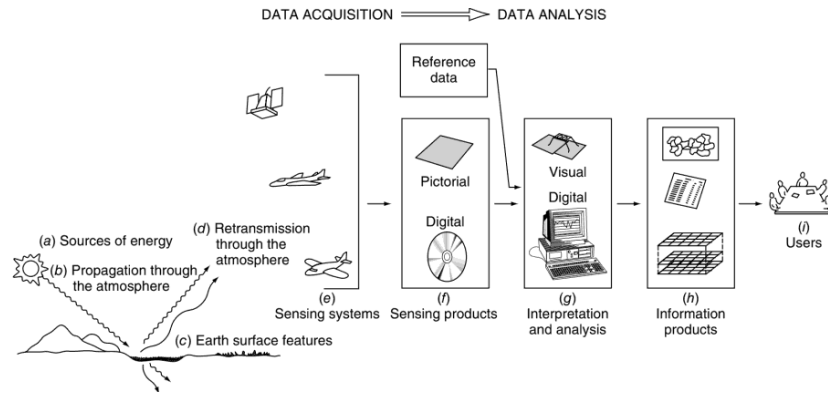 DATA ACQUISITION DATA ANALYSIS
Reference
data
Pictorial
Digital
Visual
Digital
(a) Sources of energy
(b) Propagation through
the atmosphere
(d) Retransmission
through the
atmosphere
(c) Earth surface features
(e)
Sensing systems
(f)
Sensing products
(g)
Interpretation
and analysis
(h)
Information
products
(i)
Users